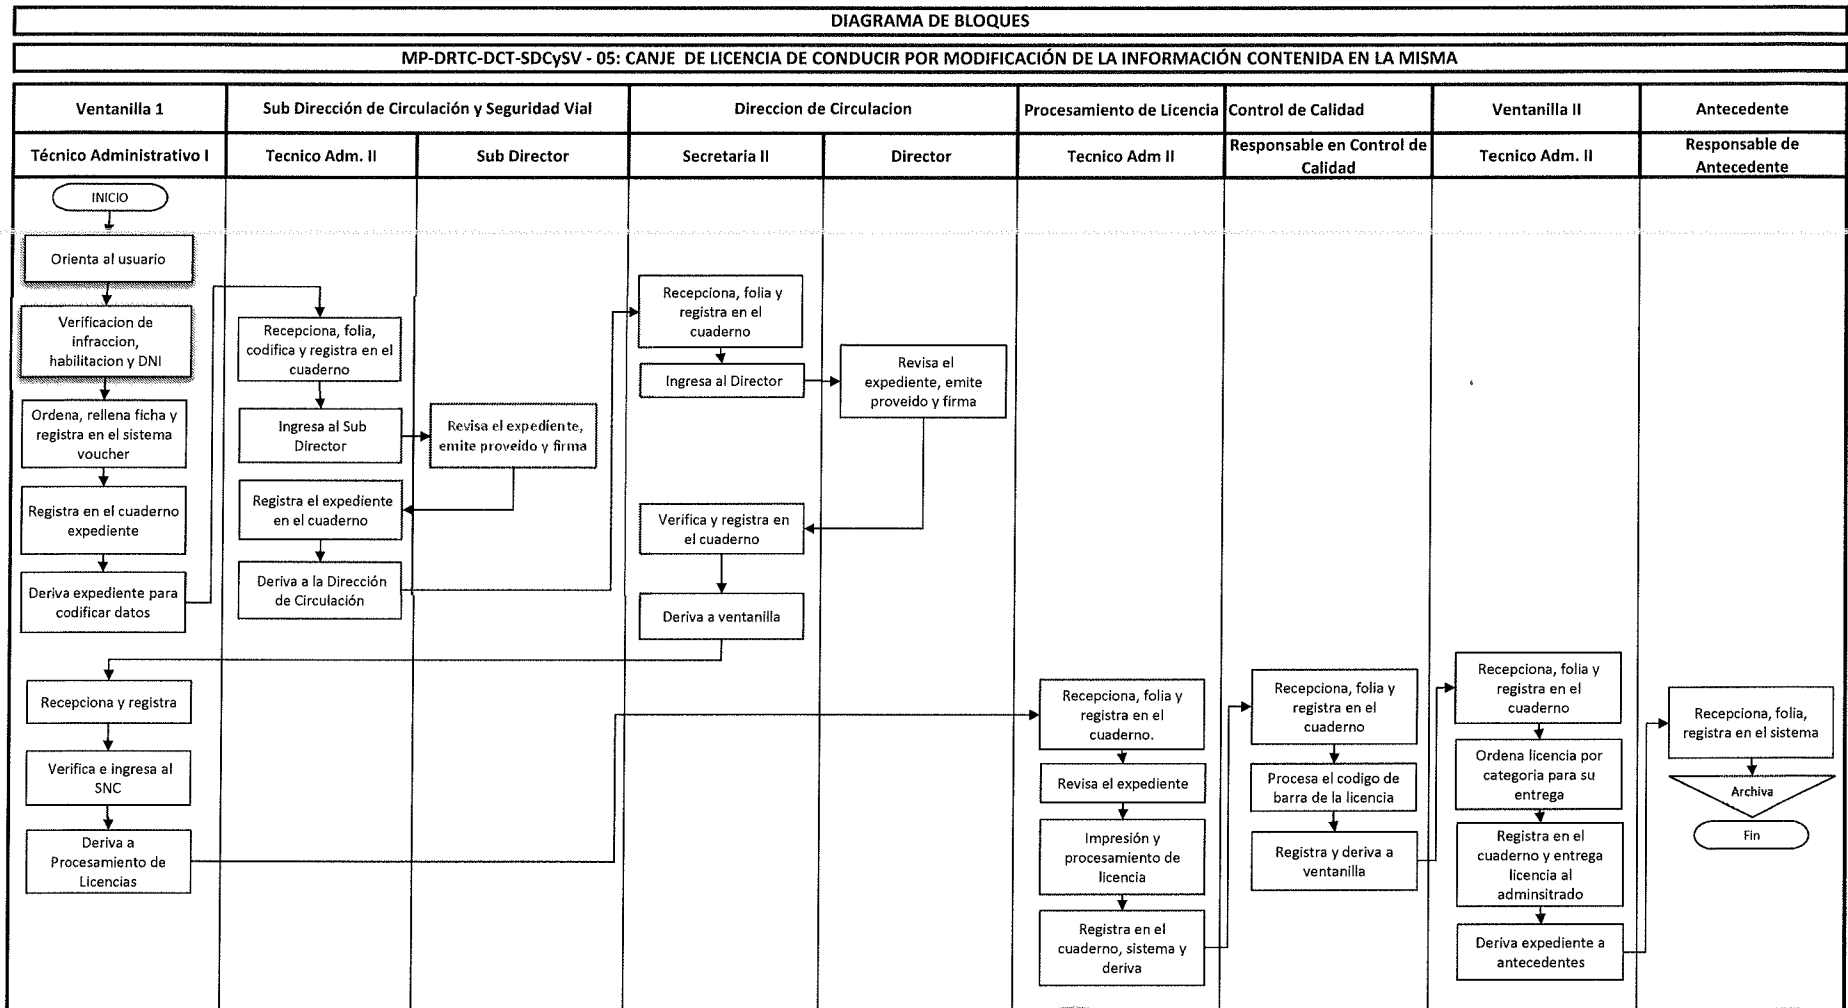 DIAGRAMA DE BLOQUES
MP-DRTC-DCT-SDCySV - 05: CANJE DE LICENCIA DE CONDUCIR POR MODIFICACIÓN DE LA INFORMACIÓN CONTENIDA EN LA MISMA
Ventanilla 1
Sub Dirección de Circulación y Seguridad Vial
Direccion de Circulacion
Procesamiento de Licencia
Control de Calidad
Ventanilla II
Antecedente
Técnico Administrativo I
Tecnico Adm. II
Sub Director
Secretaria II
Director
Tecnico Adm II
Responsable en Control de
Calidad
Tecnico Adm. II
Responsable de
Antecedente
INICIO
Orienta al usuario
Verificacion de
infraccion,
habilitacion y DNI
Ordena, rellena ficha y
registra en el sistema
voucher
Registra en el cuaderno
expediente
Deriva expediente para
codificar datos
Recepciona, folia,
codifica y registra en el
cuaderno
Ingresa al Sub
Director
Revisa el expediente,
emite proveido y firma
Registra el expediente
en el cuaderno
Deriva a la Dirección
de Circulación
Recepciona, folia y
registra en el
cuaderno
Ingresa al Director
Revisa el
expediente, emite
proveido y firma
Verifica y registra en
el cuaderno
Deriva a ventanilla
Recepciona y registra
Verifica e ingresa al
SNC
Deriva a
Procesamiento de
Licencias
Recepciona, folia y
registra en el
cuaderno.
Revisa el expediente
Impresión y
procesamiento de
licencia
Registra en el
cuaderno, sistema y
deriva
Recepciona, folia y
registra en el
cuaderno
Procesa el codigo de
barra de la licencia
Registra y deriva a
ventanilla
Recepciona, folia y
registra en el
cuaderno
Ordena licencia por
categoria para su
entrega
Registra en el
cuaderno y entrega
licencia al
adminsitrado
Deriva expediente a
antecedentes
Recepciona, folia,
registra en el sistema
Archiva
Fin